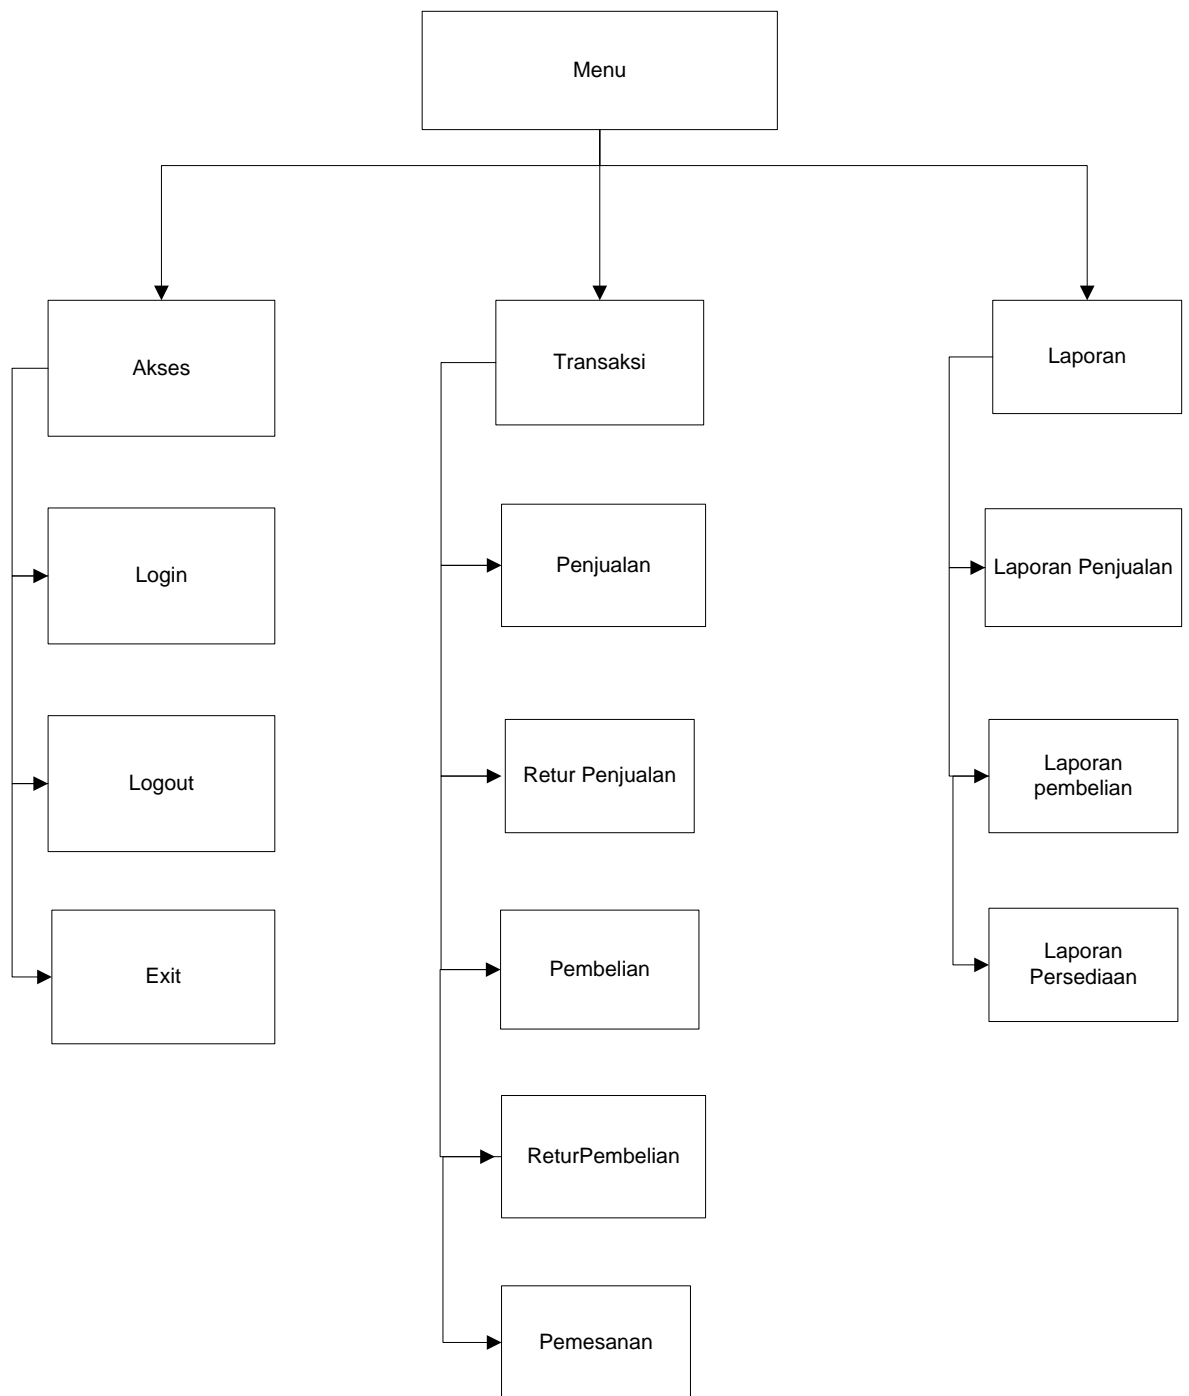 Menu
Akses
Transaksi
Laporan
Login
Penjualan
Laporan Penjualan
Logout
Retur Penjualan
Laporan
pembelian
Exit
Pembelian
Laporan
Persediaan
ReturPembelian
Pemesanan